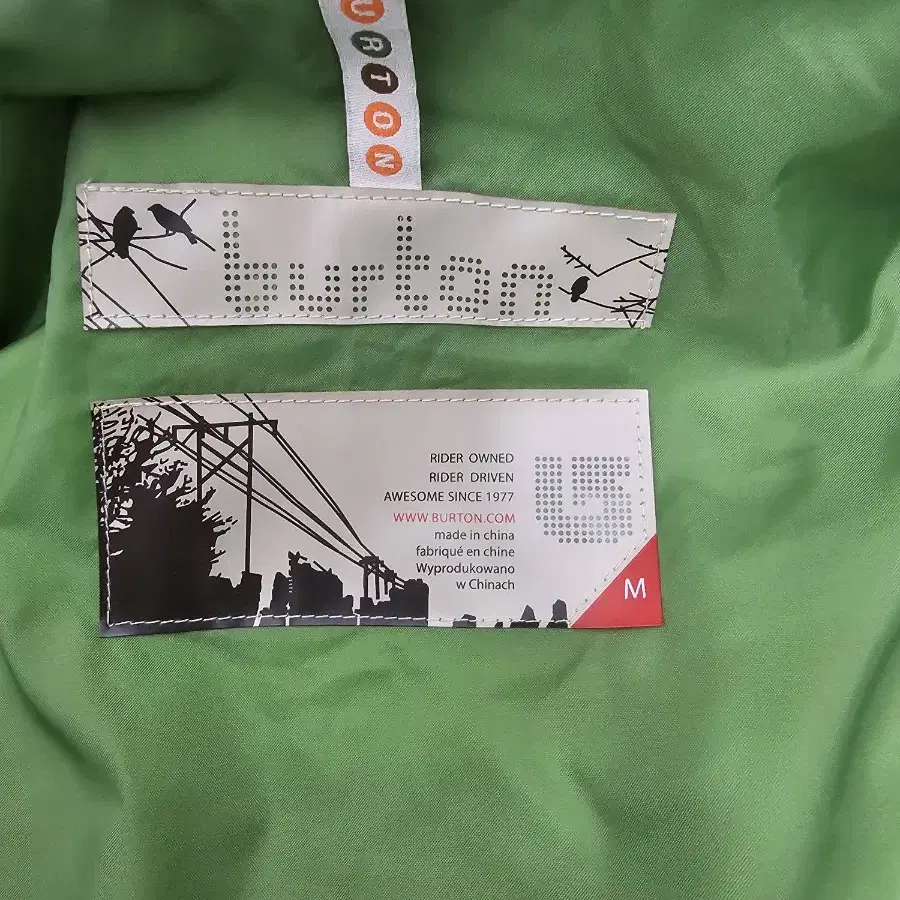 URTON
burton
RIDER OWNED
RIDER DRIVEN
AWESOME SINCE 1977
WWW.BURTON.COM
made in china
fabriqué en chine
Wyprodukowano
w Chinach
M